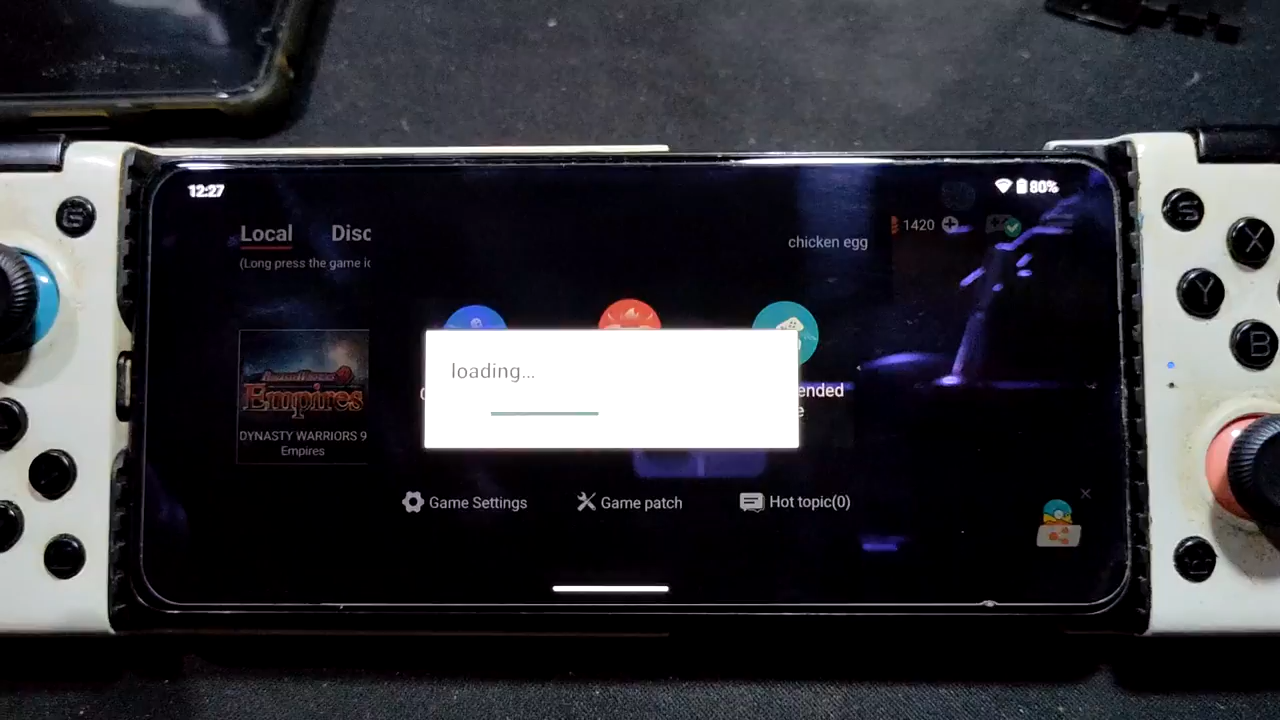 12:27
80%
Local Disc
1420
chicken egg
(Long press the game ic
loading...
ended
e
Empires
DYNASTY WARRIORS 9
Empires
Game Settings
Game patch
Hot topic(0)
S
X
Y
B